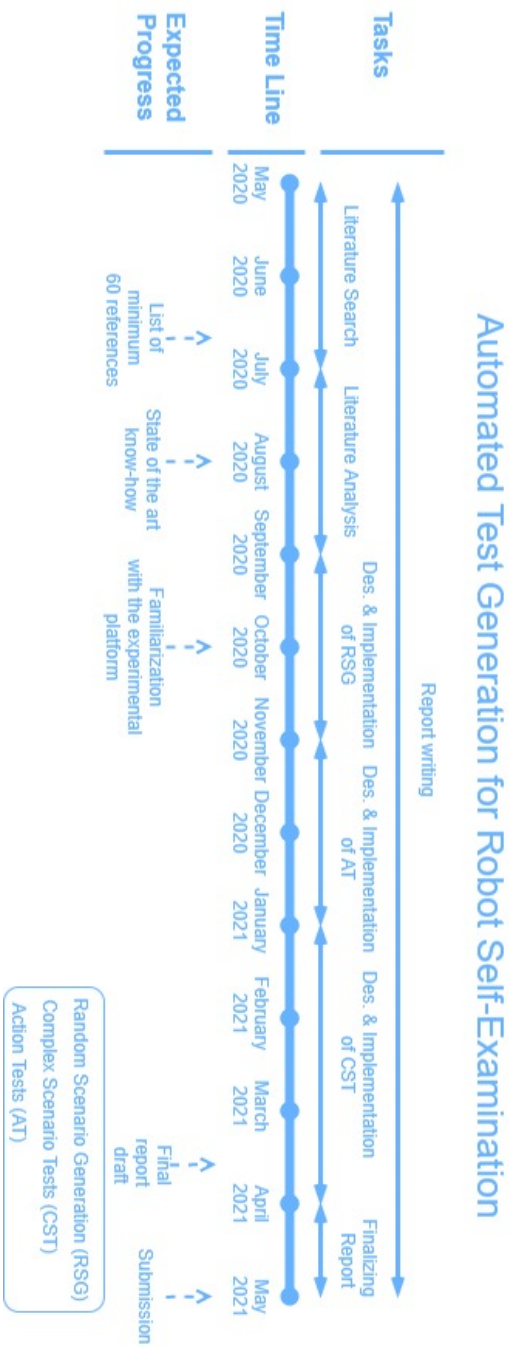 Automated Test Generation for Robot Self-Examination
Tasks
Report writing
Literature Search
Literature Analysis
Des. & Implementation
of RSG
Des. & Implementation
of AT
Des. & Implementation
of CST
Finalizing
Report
Time Line
May
2020
June
2020
July
2020
August
2020
September
2020
October
2020
November
2020
December
2020
January
2021
February
2021
March
2021
April
2021
May
2021
Expected
Progress
List of
minimum
60 references
State of the art
know-how
Familiarization
with the experimental
platform
Final
report
draft
Submission
Random Scenario Generation (RSG)
Complex Scenario Tests (CST)
Action Tests (AT)